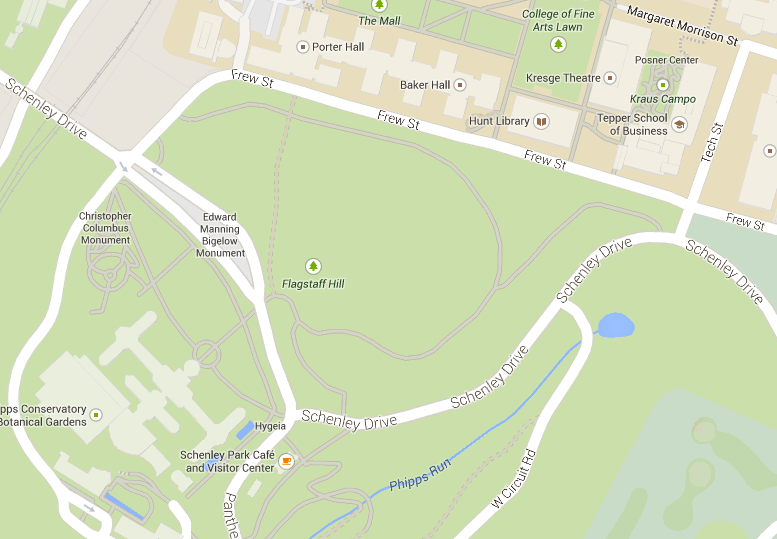 Margaret Morrison St
College of Fine
Arts Lawn
The Mall
Porter Hall
Posner Center
Kresge Theatre
Baker Hall
Frew St
Schenley Drive
Kraus Campo
Frew St
Hunt Library
Tepper School
of Business
Tech St
Frew St
Christopher
Columbus
Monument
Edward
Manning
Bigelow
Monument
Frew St
Schenley Drive
Schenley Drive
Flagstaff Hill
Schenley Drive
pps Conservatory
Botanical Gardens
Schenley Drive
Hygeia
Schenley Park Café
and Visitor Center
Phipps Run
W Circuit Rd
Panthe